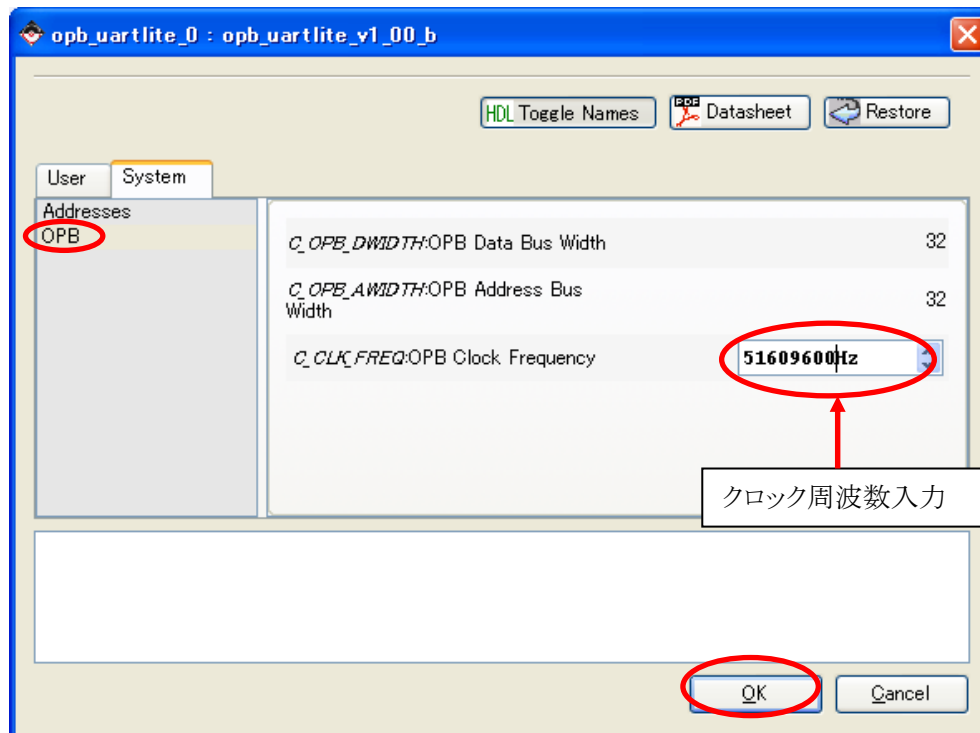 opb_uartlite_0 : opb_uartlite_v1_00_b
HDL Toggle Names
PDF Datasheet
Restore
User
System
Addresses
OPB
C_OPB_DWIDTH:OPB Data Bus Width
32
C_OPB_AWIDTH:OPB Address Bus
Width
32
C_CLK_FREQ:OPB Clock Frequency
51609600Hz
クロック周波数入力
OK
Cancel